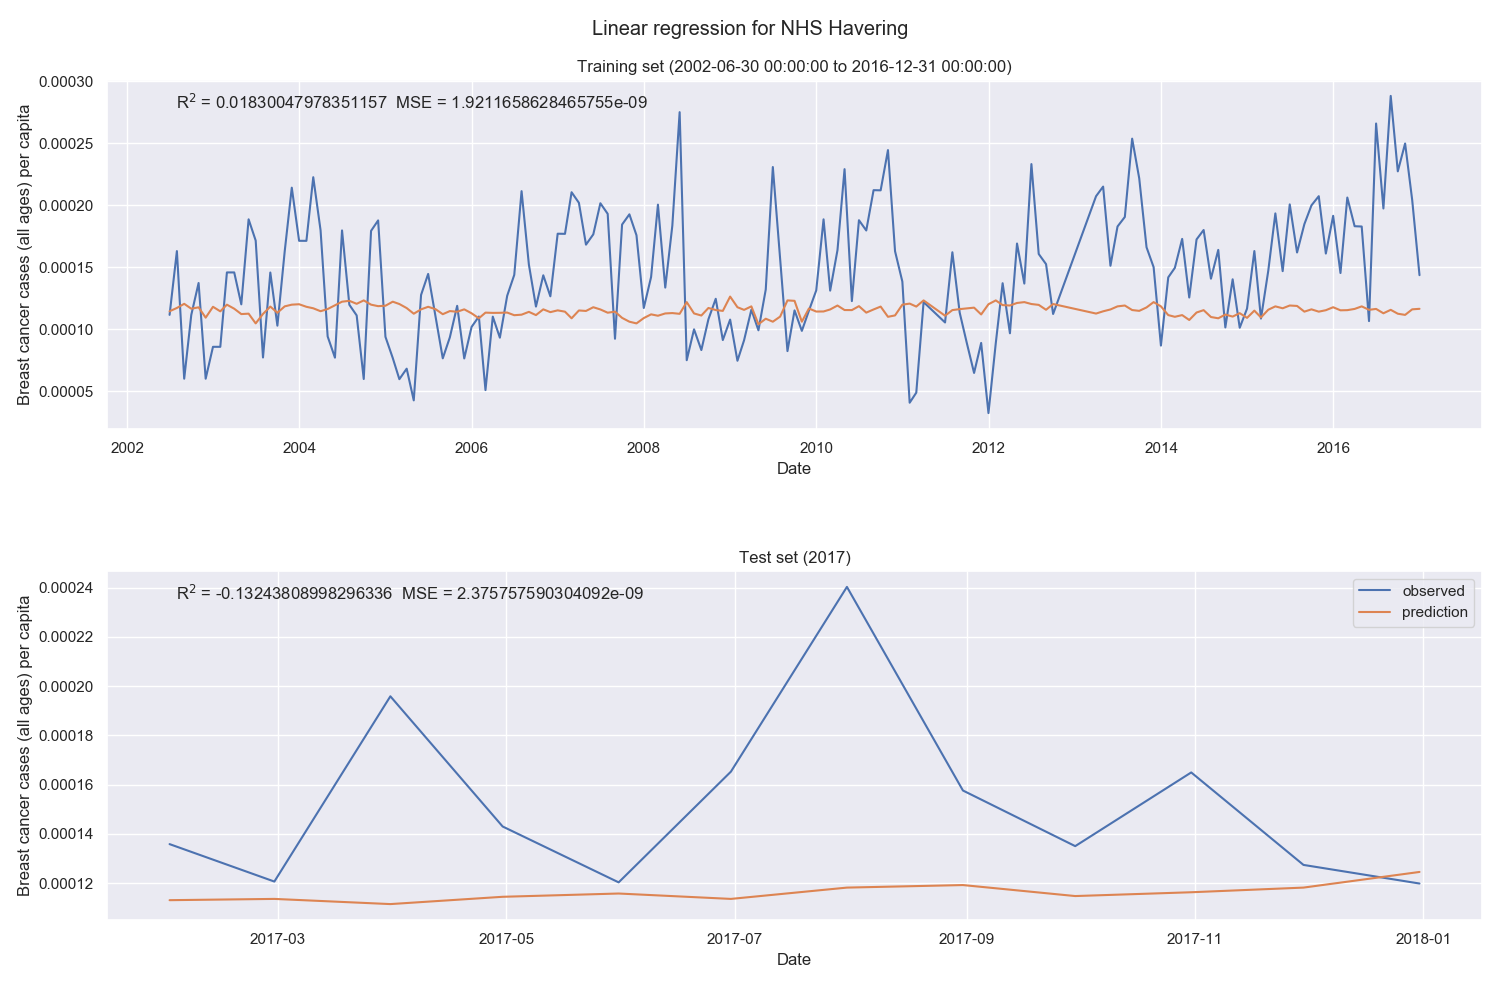 Linear regression for NHS Havering
Training set (2002-06-30 00:00:00 to 2016-12-31 00:00:00)
R² = 0.01830047978351157 MSE = 1.9211658628465755e-09
Breast cancer cases (all ages) per capita
0.00030
0.00025
0.00020
0.00015
0.00010
0.00005
2002 2004 2006 2008 2010 2012 2014 2016
Date
Test set (2017)
R² = -0.13243808998296336 MSE = 2.375757590304092e-09
observed
prediction
Breast cancer cases (all ages) per capita
0.00024
0.00022
0.00020
0.00018
0.00016
0.00014
0.00012
2017-03 2017-05 2017-07 2017-09 2017-11 2018-01
Date